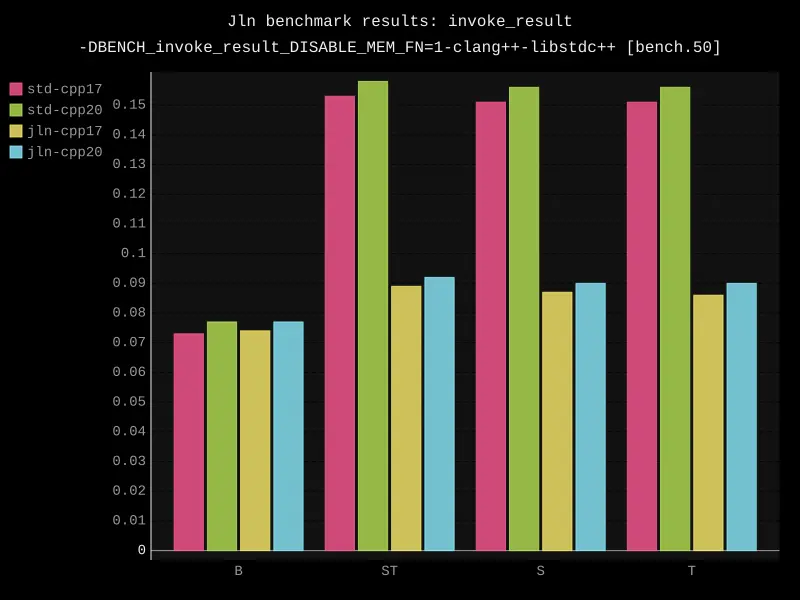 Jln benchmark results: invoke_result
-DBENCH_invoke_result_DISABLE_MEM_FN=1-clang++-libstdc++ [bench.50]
std-cpp17
std-cpp20
jln-cpp17
jln-cpp20
0.15
0.14
0.13
0.12
0.11
0.1
0.09
0.08
0.07
0.06
0.05
0.04
0.03
0.02
0.01
0
B ST S T